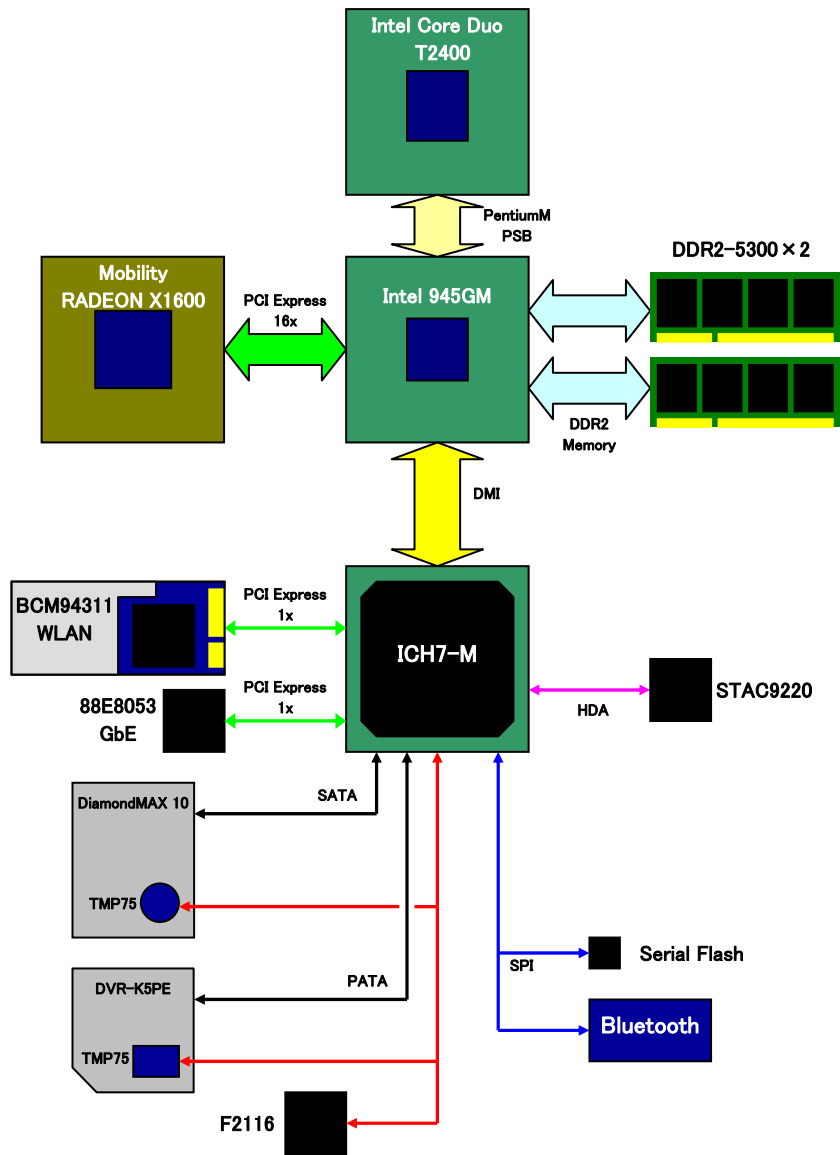 Intel Core Duo
T2400
PentiumM
PSB
DDR2-5300×2
Mobility
RADEON X1600
PCI Express
16x
Intel 945GM
DDR2
Memory
DMI
BCM94311
WLAN
PCI Express
1x
ICH7-M
88E8053
GbE
PCI Express
1x
HDA
STAC9220
DiamondMAX 10
SATA
TMP75
DVR-K5PE
PATA
SPI
Serial Flash
TMP75
Bluetooth
F2116